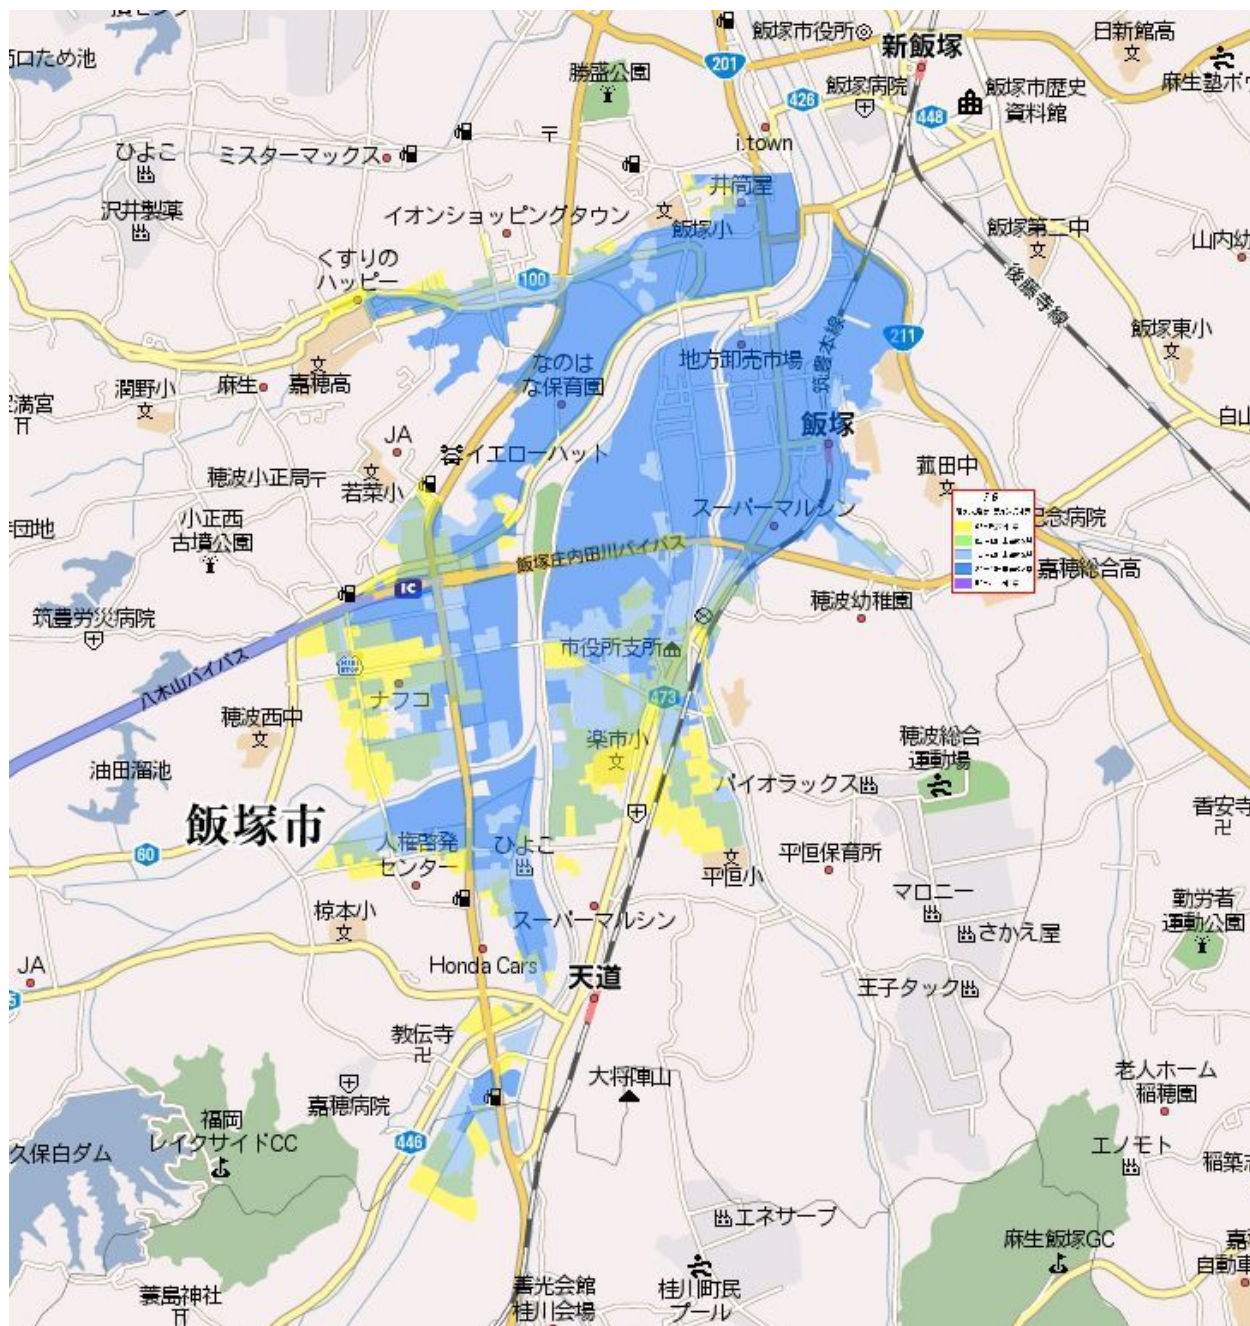 口ため池
飯塚市役所
新飯塚
日新館高
201
勝盛公園
飯塚病院
麻生塾ボウ
飯塚市歴史
資料館
426
448
i.town
ひよこ
ミスターマックス
〒
井筒屋
沢井製薬
イオンショッピングタウン
飯塚小
飯塚第二中
山内幼
くすりの
ハッピー
100
後藤寺線
飯塚東小
211
筑豊本線
地方卸売市場
なのは
な保育園
潤野小
麻生
嘉穂高
満宮
白山
飯塚
JA
イエローハット
穂波小正局〒
若菜小
菰田中
スーパーマルシン
小正西
古墳公園
団地
念病院
飯塚庄内田川バイパス
嘉穂総合高
IC
穂波幼稚園
筑豊労災病院
市役所支所
八木山バイパス
ナフコ
473
穂波西中
楽市小
穂波総合
運動場
油田溜池
バイオラックス
飯塚市
香安寺
人権啓発
センター
ひよこ
60
平恒保育所
平恒小
マロニー
椋本小
スーパーマルシン
さかえ屋
勤労者
運動公園
JA
Honda Cars
天道
王子タック
教伝寺
大将陣山
老人ホーム
稲穂園
嘉穂病院
福岡
レイクサイドCC
久保白ダム
446
エノモト
稲築志
エネサーブ
麻生飯塚GC
嘉
自動車
蓑島神社
善光会館
桂川会場
桂川町民
プール